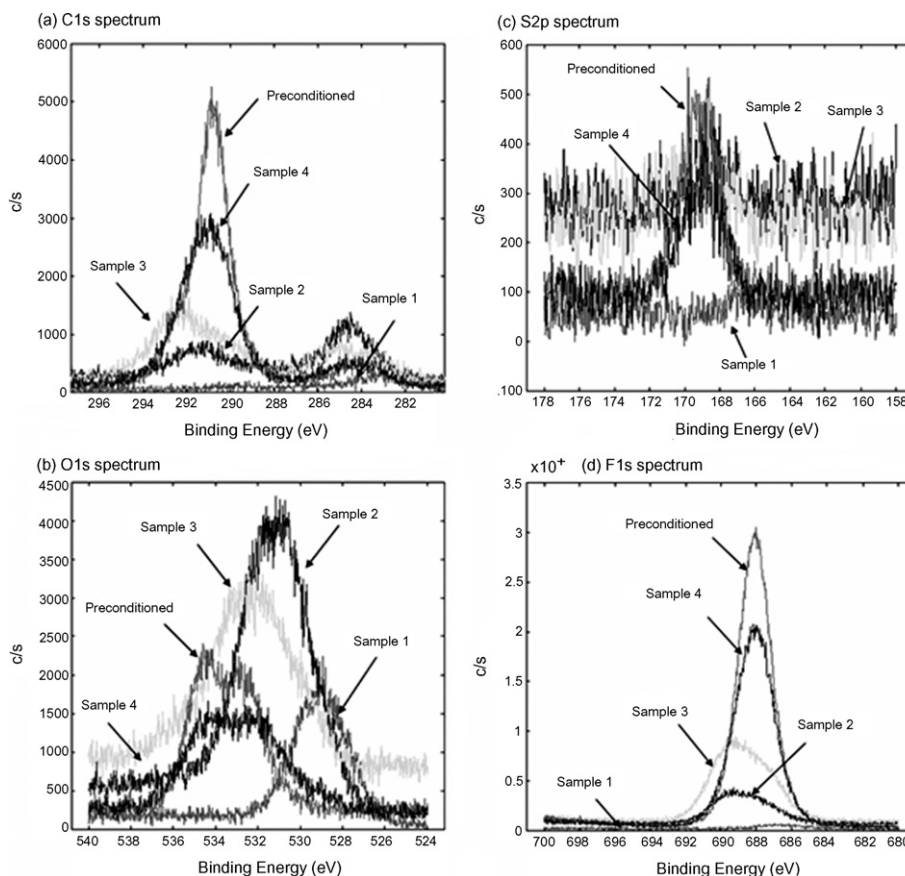 (a) C1s spectrum
6000
5000
4000
3000
2000
1000
0
c/s
Preconditioned
Sample 4
Sample 3
Sample 2
Sample 1
296 294 292 290 288 286 284 282
Binding Energy (eV)
(c) S2p spectrum
600
500
400
300
200
100
0
.100
c/s
Preconditioned
Sample 2
Sample 3
Sample 4
Sample 1
178 176 174 172 170 168 166 164 162 160 158
Binding Energy (eV)
(b) O1s spectrum
4500
4000
3500
3000
2500
2000
1500
1000
500
0
c/s
Sample 3
Sample 2
Preconditioned
Sample 1
Sample 4
540 538 536 534 532 530 528 526 524
Binding Energy (eV)
x10⁺ (d) F1s spectrum
3.5
3
2.5
2
1.5
1
0.5
0
c/s
Preconditioned
Sample 4
Sample 3
Sample 2
Sample 1
700 698 696 694 692 690 688 686 684 682 680
Binding Energy (eV)